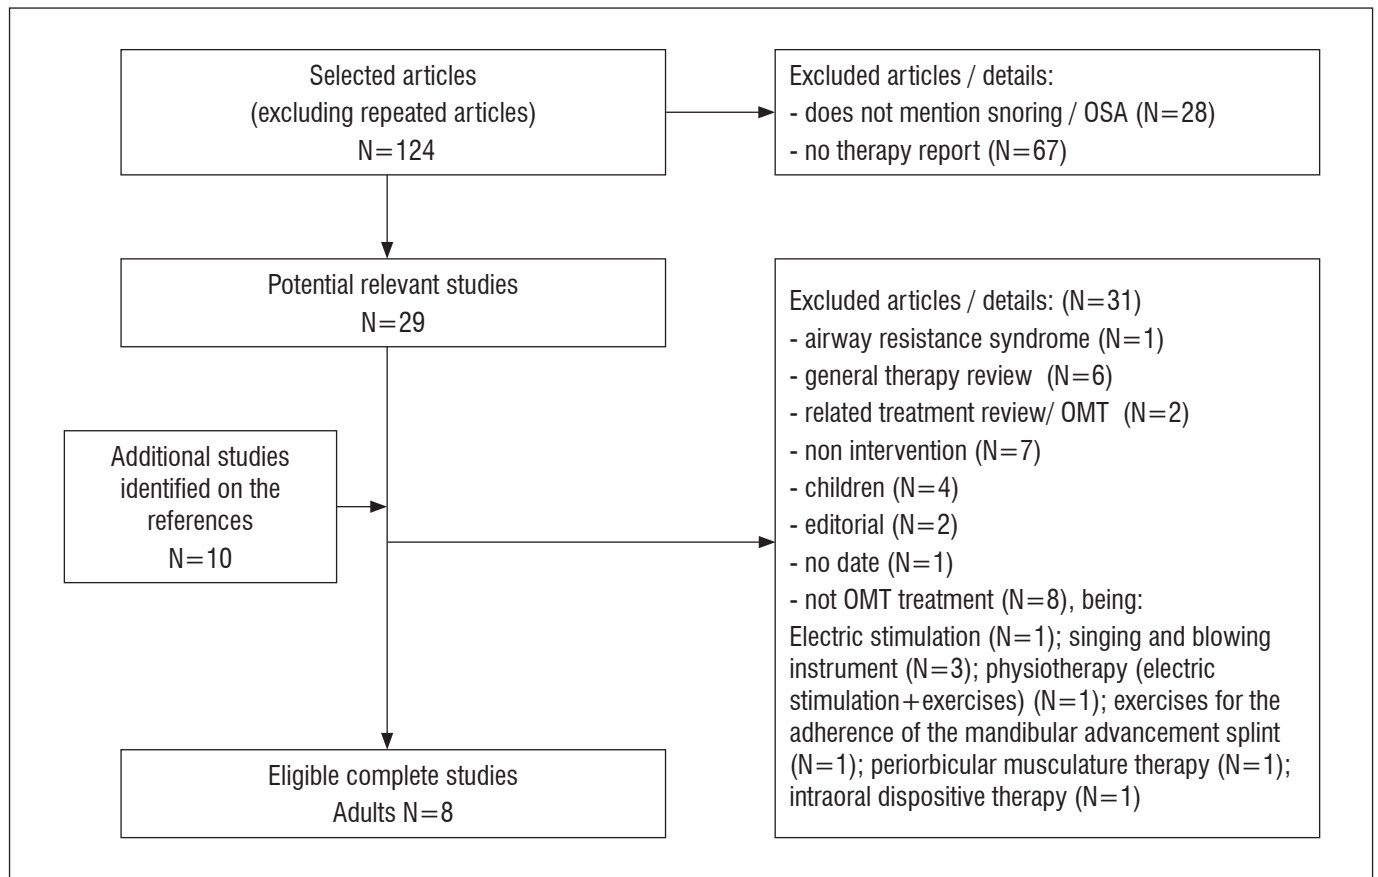 Selected articles
(excluding repeated articles)
N=124
Excluded articles / details:
- does not mention snoring / OSA (N=28)
- no therapy report (N=67)
Potential relevant studies
N=29
Additional studies
identified on the
references
N=10
Excluded articles / details: (N=31)
- airway resistance syndrome (N=1)
- general therapy review (N=6)
- related treatment review/ OMT (N=2)
- non intervention (N=7)
- children (N=4)
- editorial (N=2)
- no date (N=1)
- not OMT treatment (N=8), being:
Electric stimulation (N=1); singing and blowing
instrument (N=3); physiotherapy (electric
stimulation+exercises) (N=1); exercises for the
adherence of the mandibular advancement splint
(N=1); periorbicular musculature therapy (N=1);
intraoral dispositive therapy (N=1)
Eligible complete studies
Adults N=8